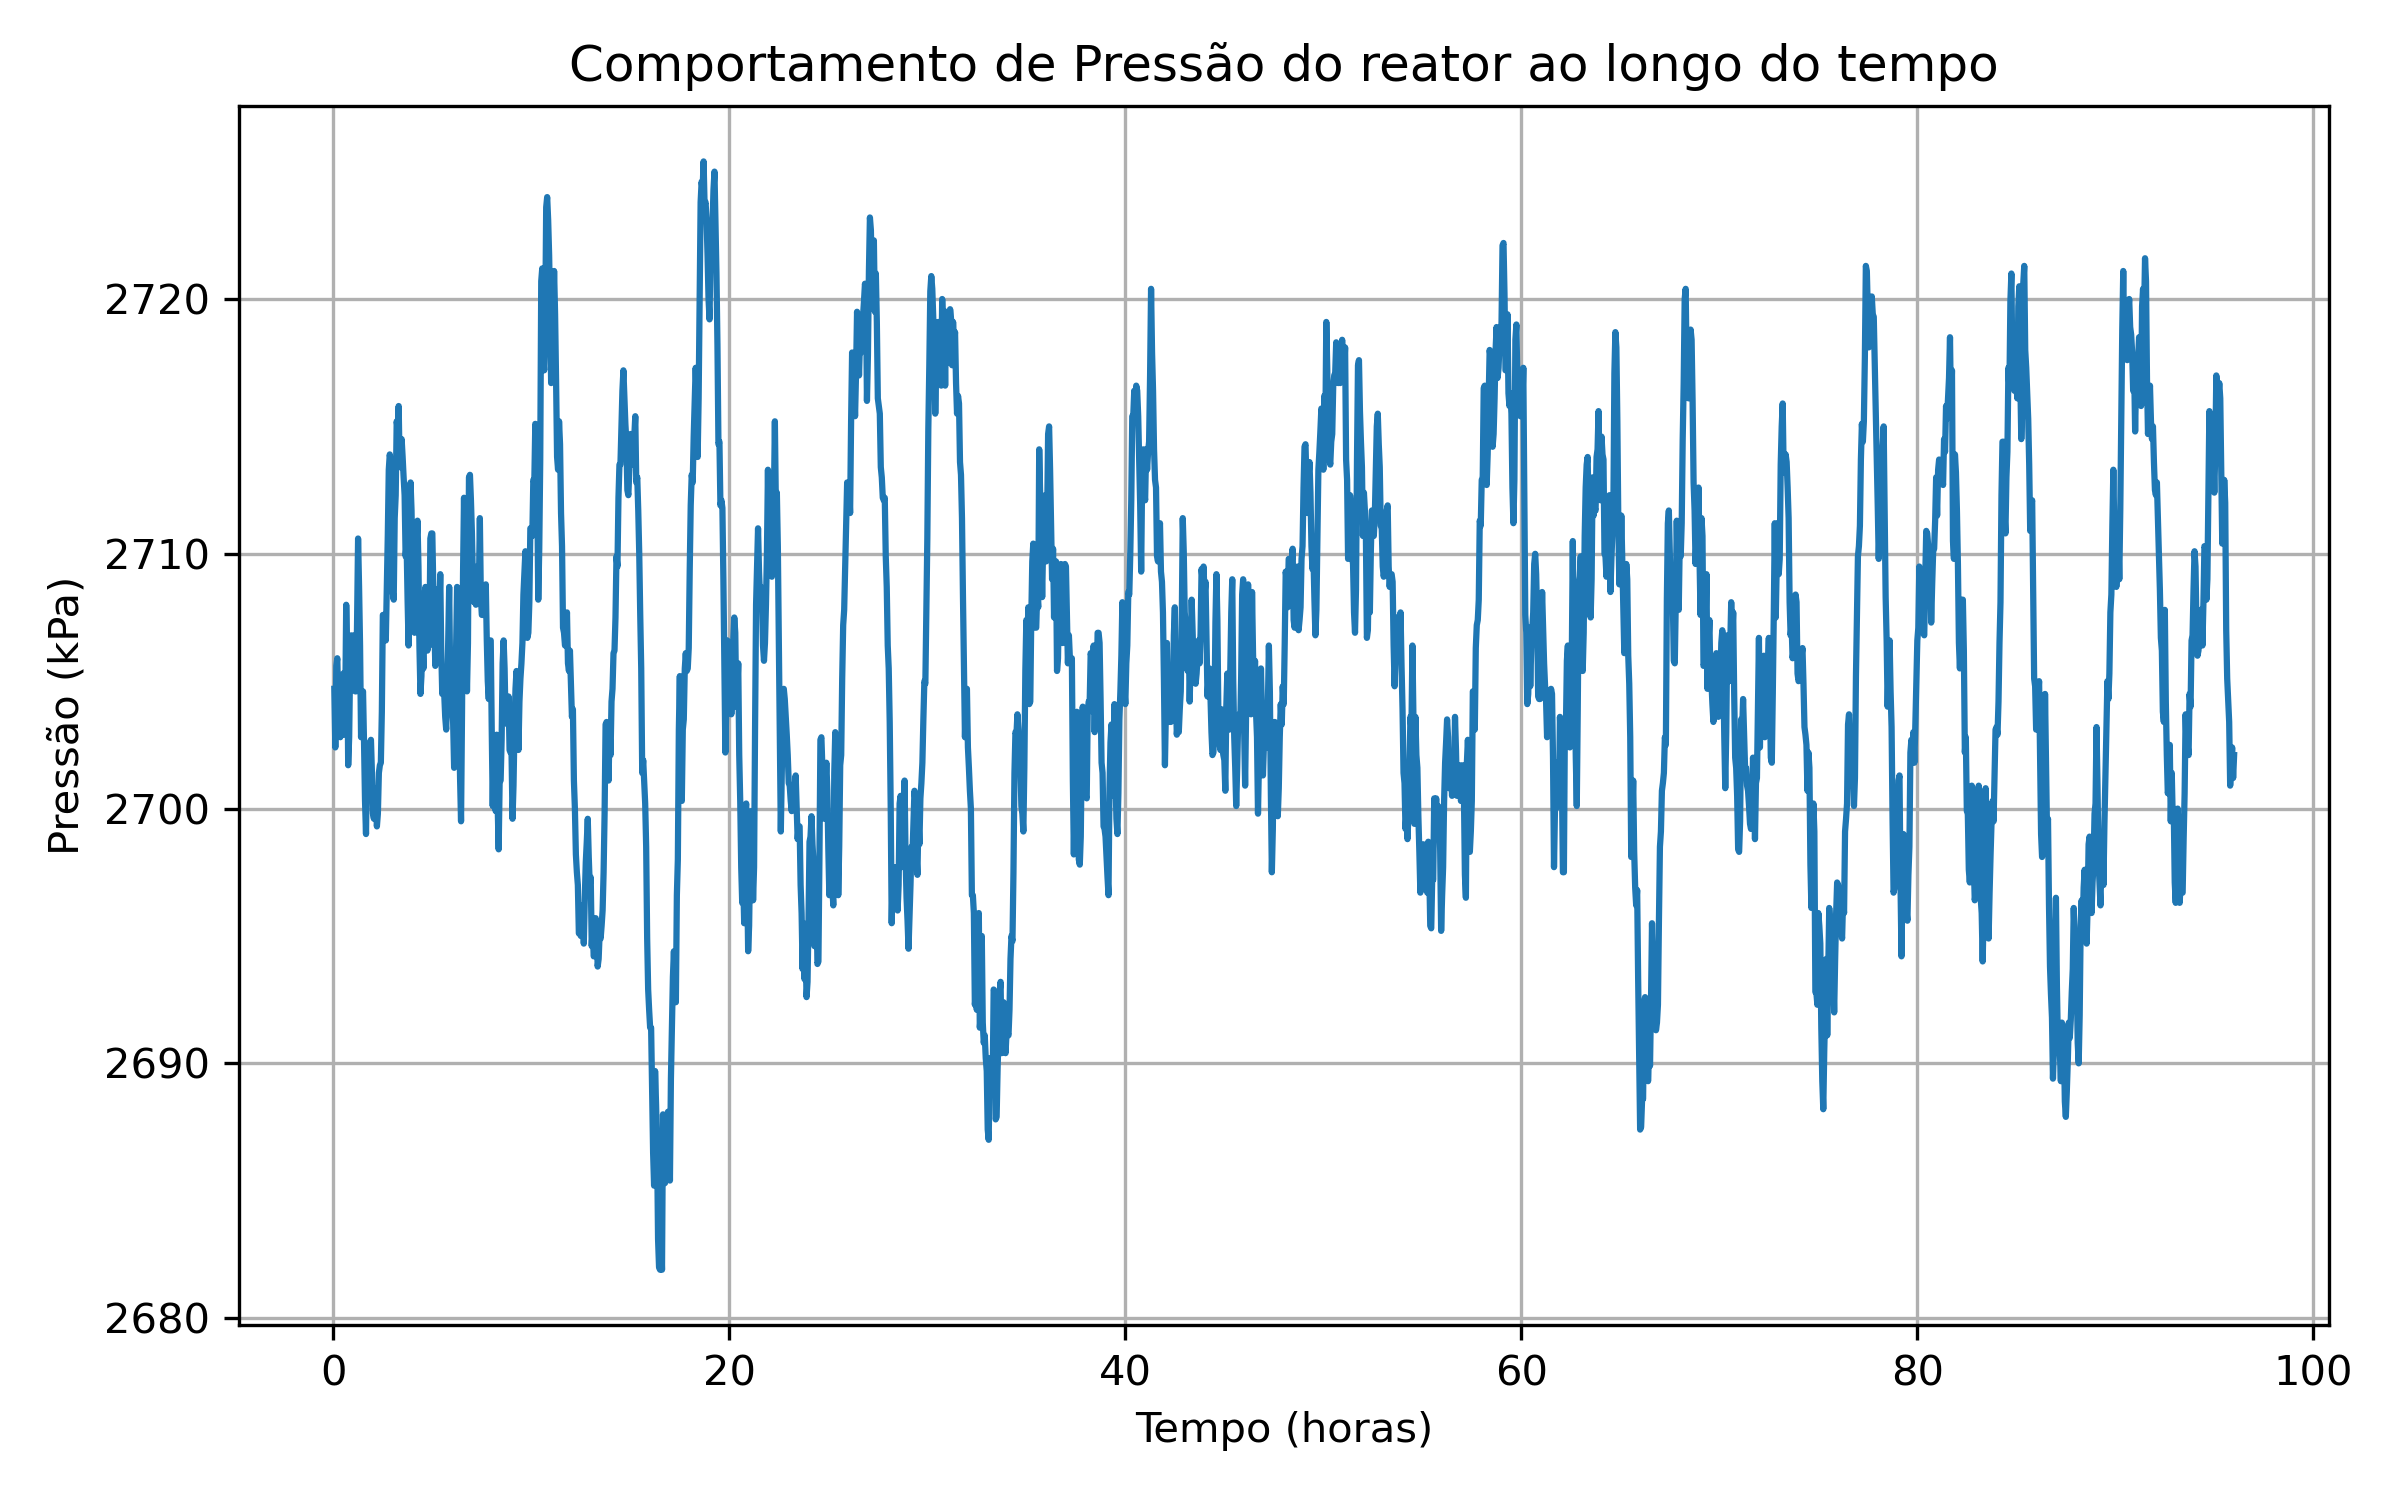 Comportamento de Pressão do reator ao longo do tempo
Pressão (kPa)
2720
2710
2700
2690
2680
0 20 40 60 80 100
Tempo (horas)